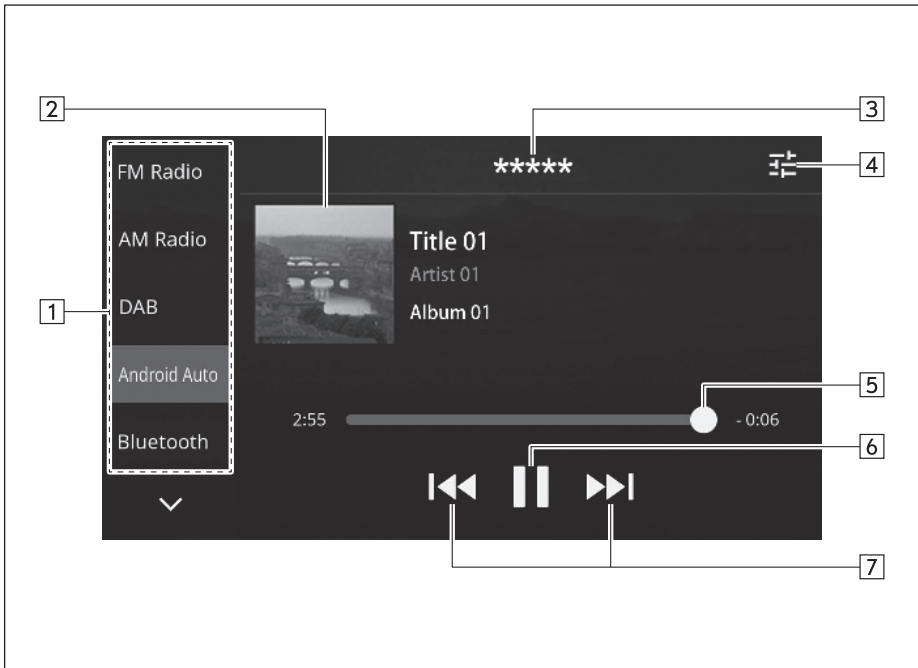 2
3
*****
4
FM Radio
AM Radio
1
DAB
Android Auto
Bluetooth
Title 01
Artist 01
Album 01
5
2:55
- 0:06
6
7